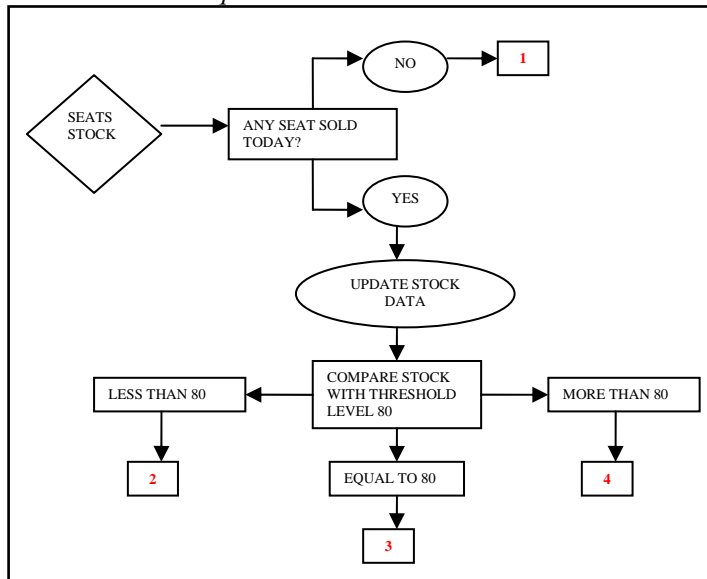 NO
1
SEATS
STOCK
ANY SEAT SOLD
TODAY?
YES
UPDATE STOCK
DATA
LESS THAN 80
COMPARE STOCK
WITH THRESHOLD
LEVEL 80
MORE THAN 80
2
EQUAL TO 80
4
3